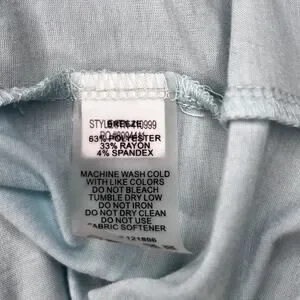 63% POLYESTER
33% RAYON
4% SPANDEX
MACHINE WASH COLD
WITH LIKE COLORS
DO NOT BLEACH
TUMBLE DRY LOW
DO NOT IRON
DO NOT DRY CLEAN
DO NOT USE
FABRIC SOFTENER
121806